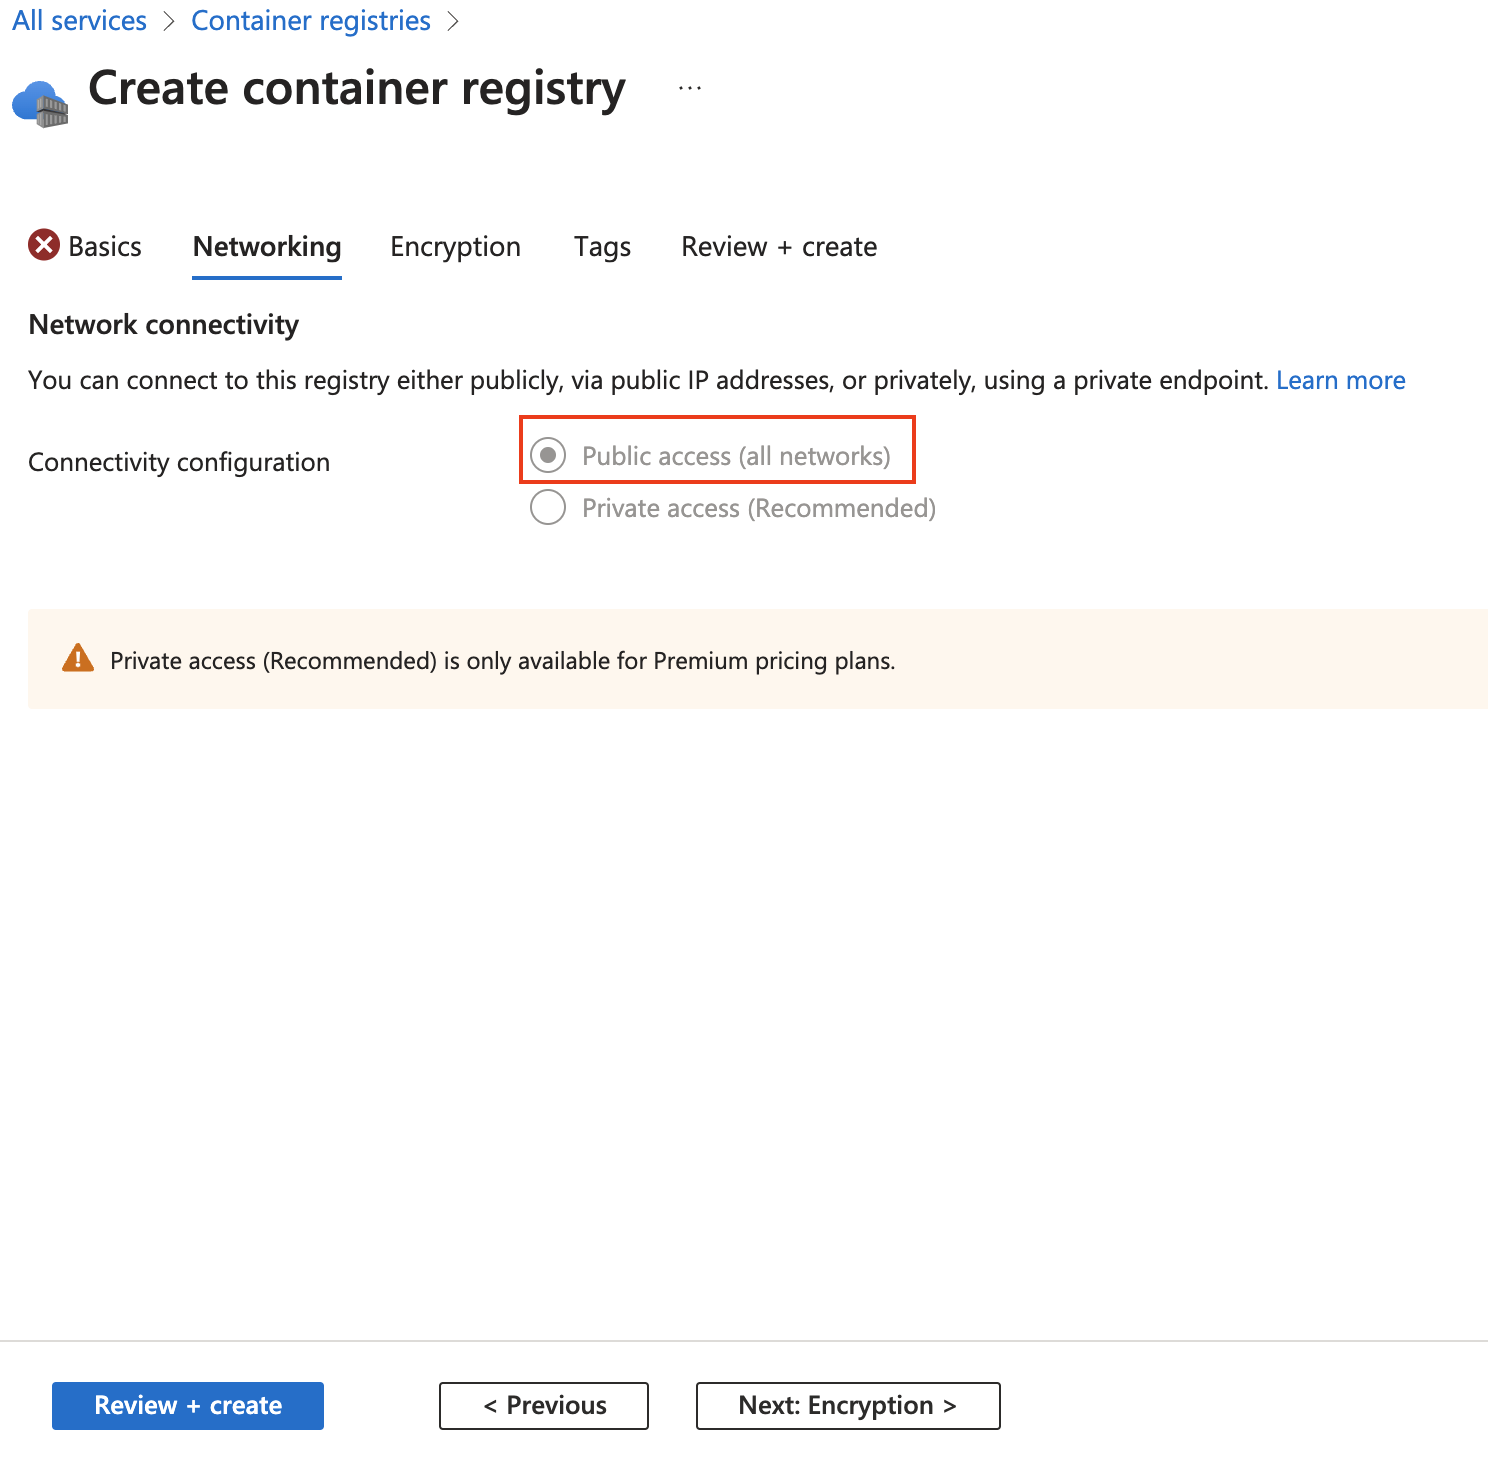 All services > Container registries >
Create container registry ...
Basics Networking Encryption Tags Review + create
Network connectivity
You can connect to this registry either publicly, via public IP addresses, or privately, using a private endpoint. Learn more
Connectivity configuration
Public access (all networks)
Private access (Recommended)
Private access (Recommended) is only available for Premium pricing plans.
Review + create < Previous Next: Encryption >